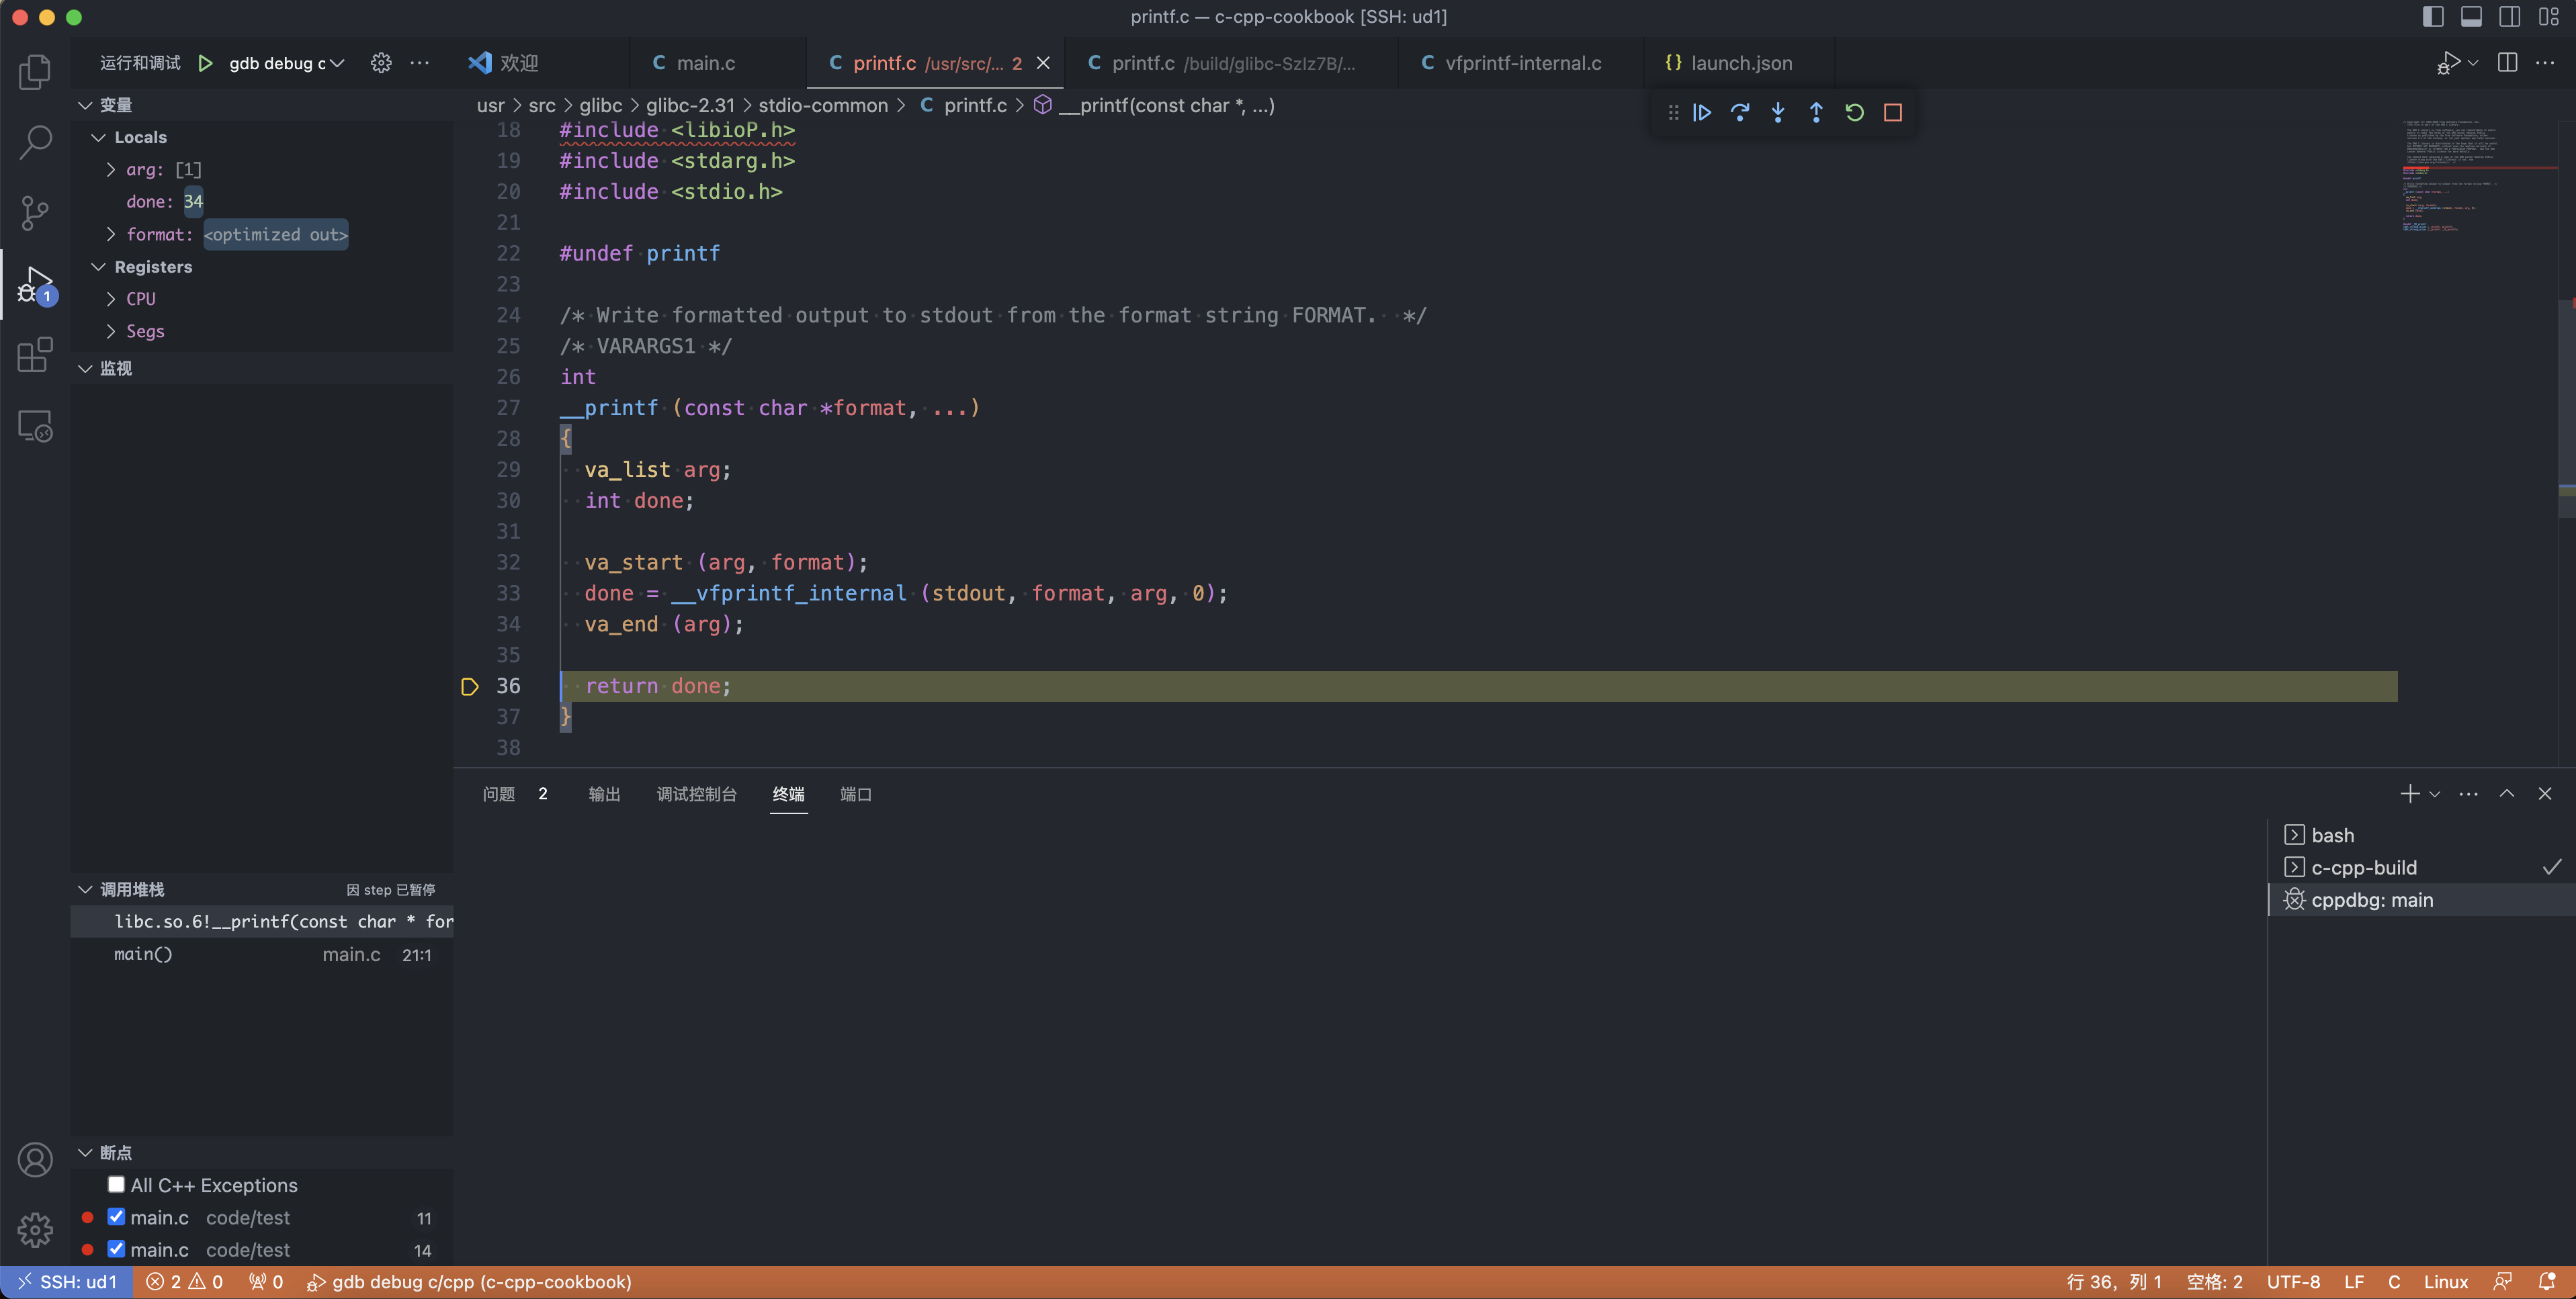 printf.c — c-cpp-cookbook [SSH: ud1]
运行和调试
gdb debug c
欢迎
main.c
printf.c /usr/src/... 2
printf.c /build/glibc-SzIz7B/...
vfprintf-internal.c
{} launch.json
变量
Locals
arg: [1]
done: 34
format: <optimized out>
Registers
CPU
Segs
监视
调用堆栈
因 step 已暂停
libc.so.6!__printf(const char * for
main() main.c 21:1
断点
All C++ Exceptions
main.c code/test 11
main.c code/test 14
usr > src > glibc > glibc-2.31 > stdio-common > C printf.c > __printf(const char *, ...)
18 #include <libioP.h>
19 #include <stdarg.h>
20 #include <stdio.h>
21
22 #undef printf
23
24 /* Write formatted output to stdout from the format string FORMAT.  */
25 /* VARARGS1 */
26 int
27 __printf (const char *format, ...)
28 {
29   va_list arg;
30   int done;
31
32   va_start (arg, format);
33   done = __vfprintf_internal (stdout, format, arg, 0);
34   va_end (arg);
35
36   return done;
37 }
38
问题 2
输出
调试控制台
终端
端口
bash
c-cpp-build
cppdbg: main
SSH: ud1
2 0
0
gdb debug c/cpp (c-cpp-cookbook)
行 36，列 1
空格: 2
UTF-8
LF
C
Linux